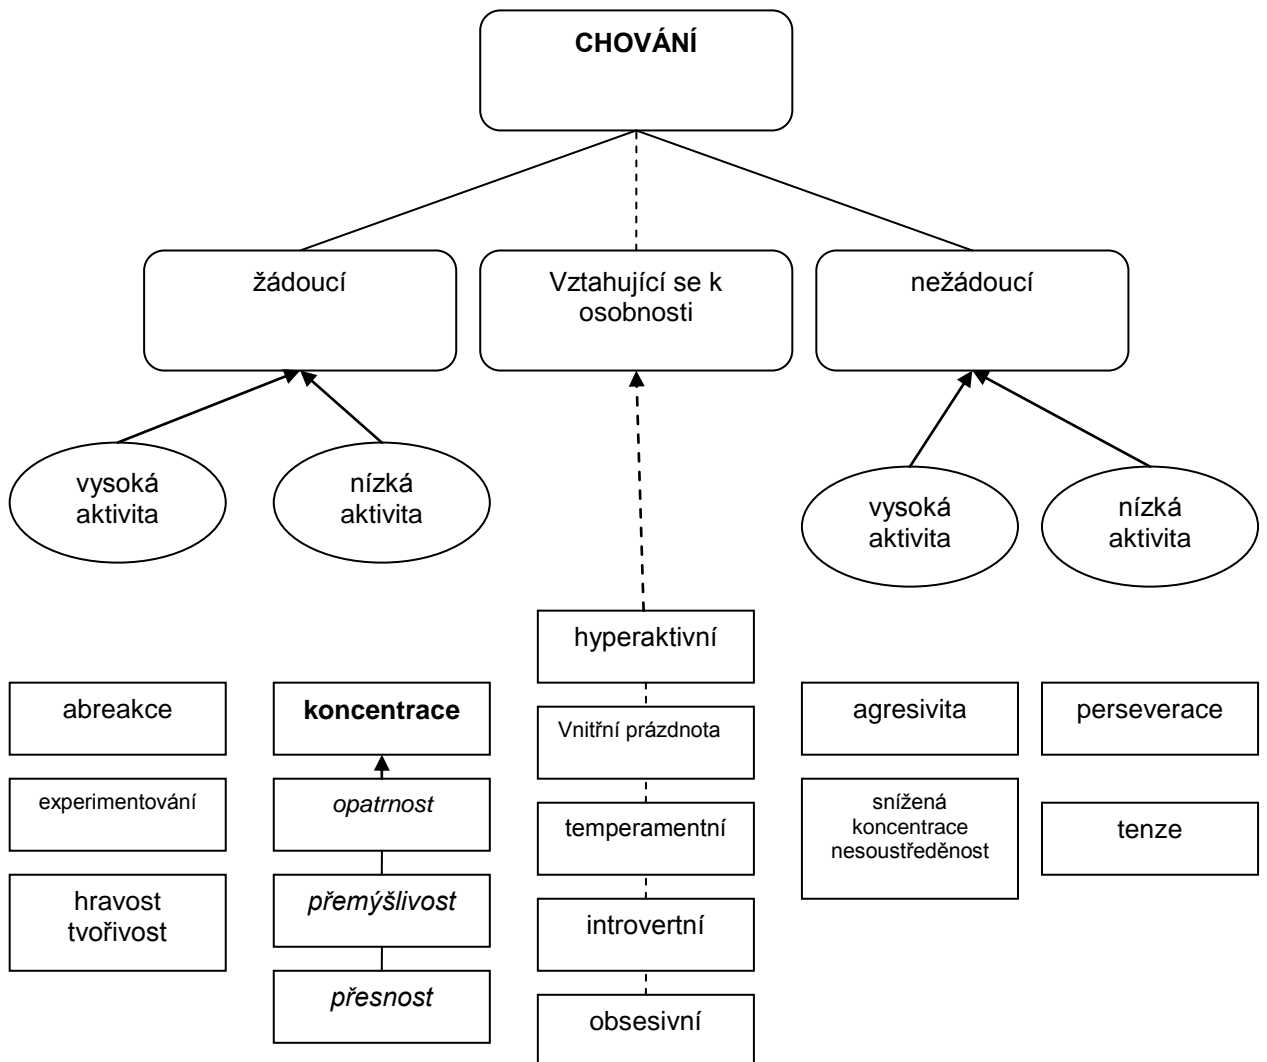 CHOVÁNÍ
žádoucí
Vztahující se k
osobnosti
nežádoucí
vysoká
aktivita
nízká
aktivita
vysoká
aktivita
nízká
aktivita
hyperaktivní
abreakce
koncentrace
Vnitřní prázdnota
agresivita
perseverace
experimentování
opatrnost
temperamentní
snížená
koncentrace
nesoustředěnost
tenze
hravost
tvořivost
přemýšlivost
introvertní
přesnost
obsesivní